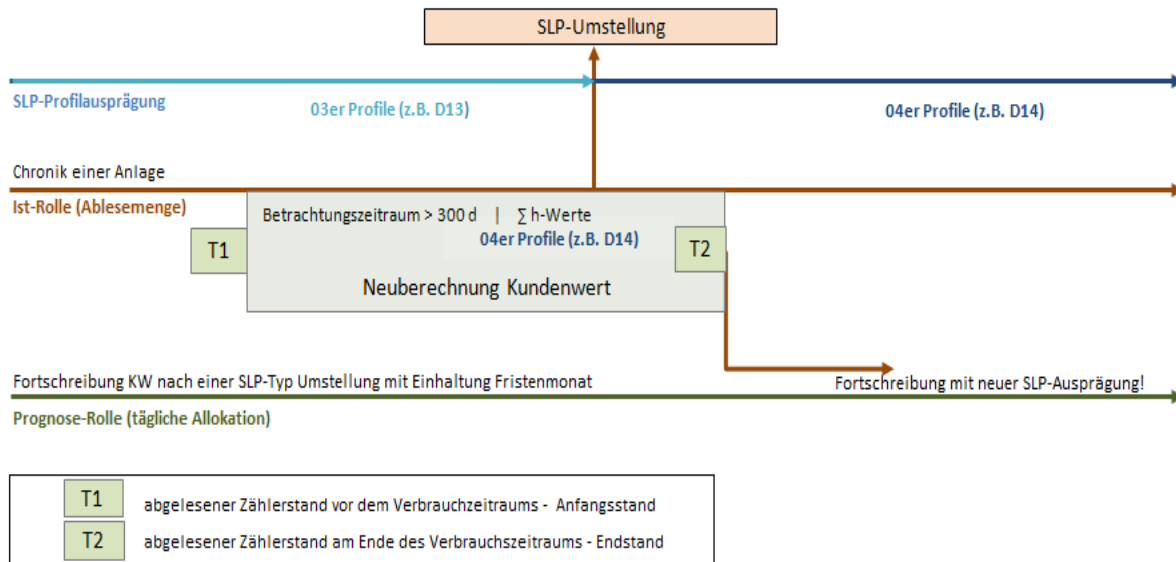 SLP-Umstellung
SLP-Profilausprägung
03er Profile (z.B. D13)
04er Profile (z.B. D14)
Chronik einer Anlage
Ist-Rolle (Ablesemenge)
Betrachtungszeitraum > 300 d | ∑ h-Werte
04er Profile (z.B. D14)
T1
T2
Neuberechnung Kundenwert
Fortschreibung KW nach einer SLP-Typ Umstellung mit Einhaltung Fristenmonat
Fortschreibung mit neuer SLP-Ausprägung!
Prognose-Rolle (tägliche Allokation)
T1 abgelesener Zählerstand vor dem Verbrauchzeitraums - Anfangsstand
T2 abgelesener Zählerstand am Ende des Verbrauchszeitraums - Endstand